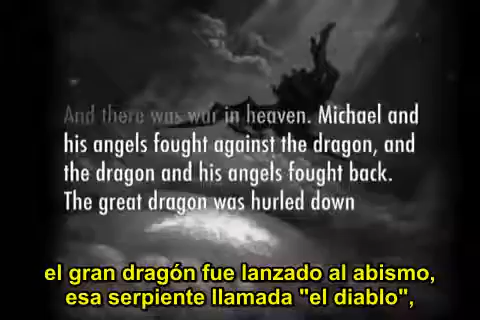 And there was war in heaven. Michael and
his angels fought against the dragon, and
the dragon and his angels fought back.
The great dragon was hurled down
el gran dragón fue lanzado al abismo,
esa serpiente llamada "el diablo",